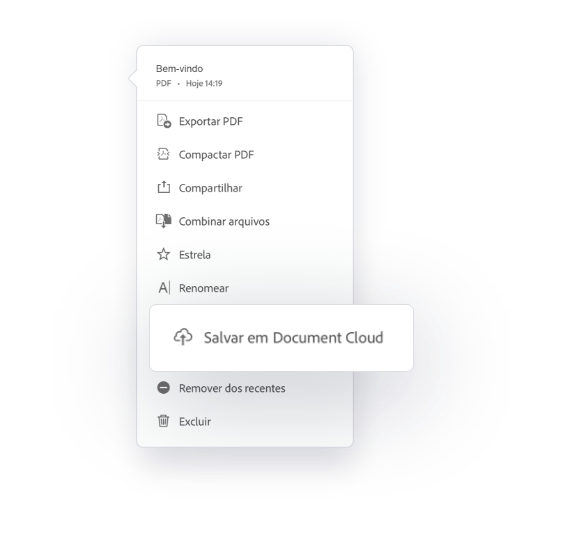 Bem-vindo
PDF • Hoje 14:19
Exportar PDF
Compactar PDF
Compartilhar
Combinar arquivos
Estrela
A Renomear
Salvar em Document Cloud
Remover dos recentes
Excluir